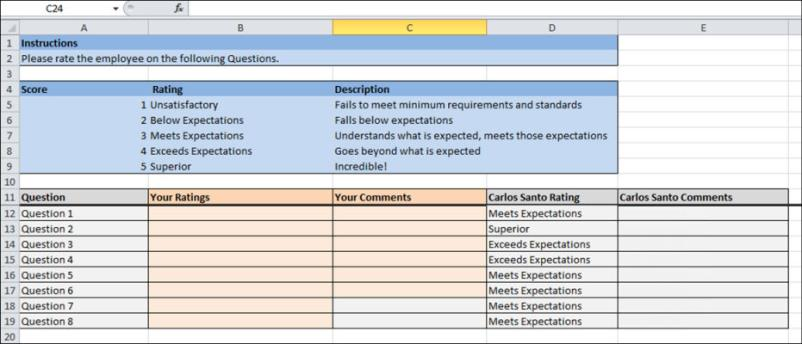 C24 fx
A B C D E
1 Instructions
2 Please rate the employee on the following Questions.
3
4 Score Rating Description
5 1 Unsatisfactory Fails to meet minimum requirements and standards
6 2 Below Expectations Falls below expectations
7 3 Meets Expectations Understands what is expected, meets those expectations
8 4 Exceeds Expectations Goes beyond what is expected
9 5 Superior Incredible!
10
11 Question Your Ratings Your Comments Carlos Santo Rating Carlos Santo Comments
12 Question 1 Meets Expectations
13 Question 2 Superior
14 Question 3 Exceeds Expectations
15 Question 4 Exceeds Expectations
16 Question 5 Meets Expectations
17 Question 6 Meets Expectations
18 Question 7 Meets Expectations
19 Question 8 Meets Expectations
20